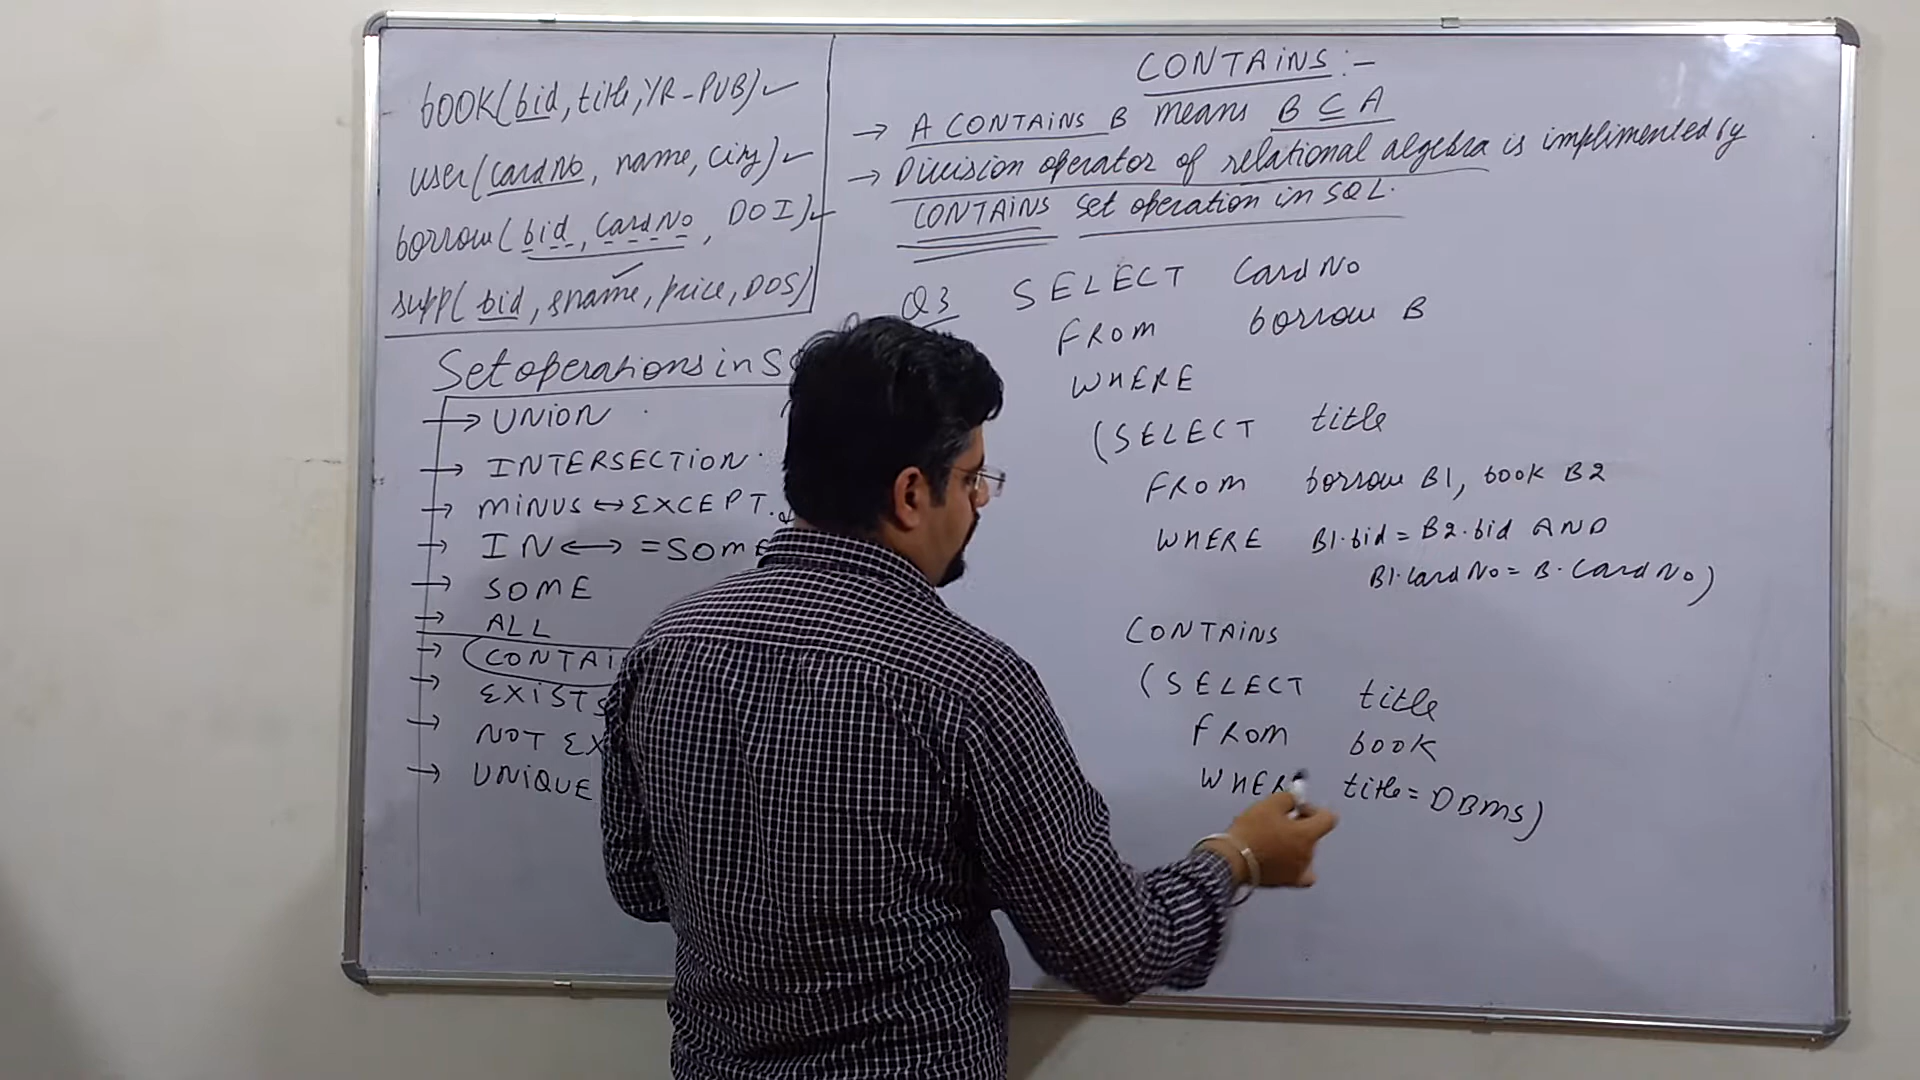 book(bid, title, YR-PUB)
user(cardNo, name, city)
borrow(bid, cardNo, DOI)
supp(bid, sname, price, DOS)
Set operations in S
→ UNION
→ INTERSECTION
→ MINUS ↔ EXCEPT.
→ IN ↔ =SOME
→ SOME
→ ALL
→ CONTAI
→ EXISTS
→ NOT EX
→ UNIQUE
CONTAINS :-
→ A CONTAINS B means B ⊆ A
→ Division operator of relational algebra is implimented by
CONTAINS set operation in SQL.
Q3 SELECT cardNo
FROM borrow B
WHERE
(SELECT title
FROM borrow B1, book B2
WHERE B1.bid = B2.bid AND
B1.cardNo = B.cardNo)
CONTAINS
(SELECT title
FROM book
WHERE title = DBMS)